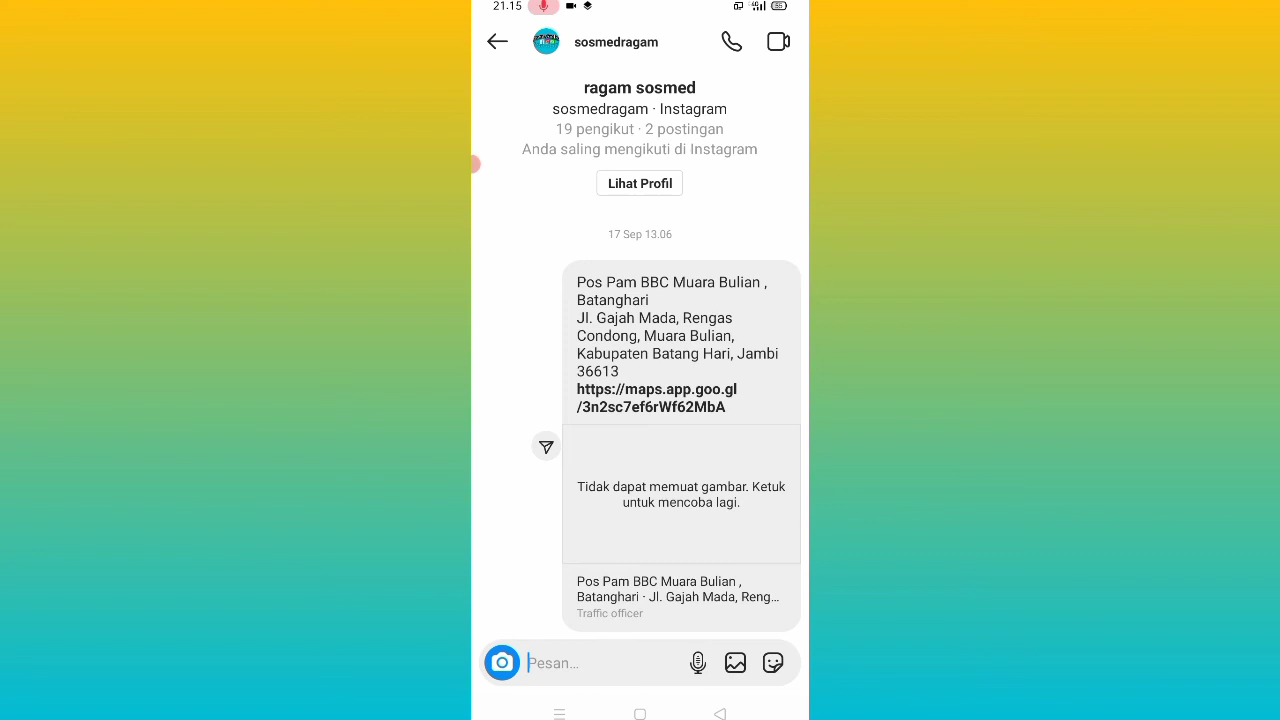 21.15
55
sosmedragam
ragam sosmed
sosmedragam · Instagram
19 pengikut · 2 postingan
Anda saling mengikuti di Instagram
Lihat Profil
17 Sep 13.06
Pos Pam BBC Muara Bulian ,
Batanghari
Jl. Gajah Mada, Rengas
Condong, Muara Bulian,
Kabupaten Batang Hari, Jambi
36613
https://maps.app.goo.gl
/3n2sc7ef6rWf62MbA
Tidak dapat memuat gambar. Ketuk
untuk mencoba lagi.
Pos Pam BBC Muara Bulian ,
Batanghari · Jl. Gajah Mada, Reng...
Traffic officer
Pesan...